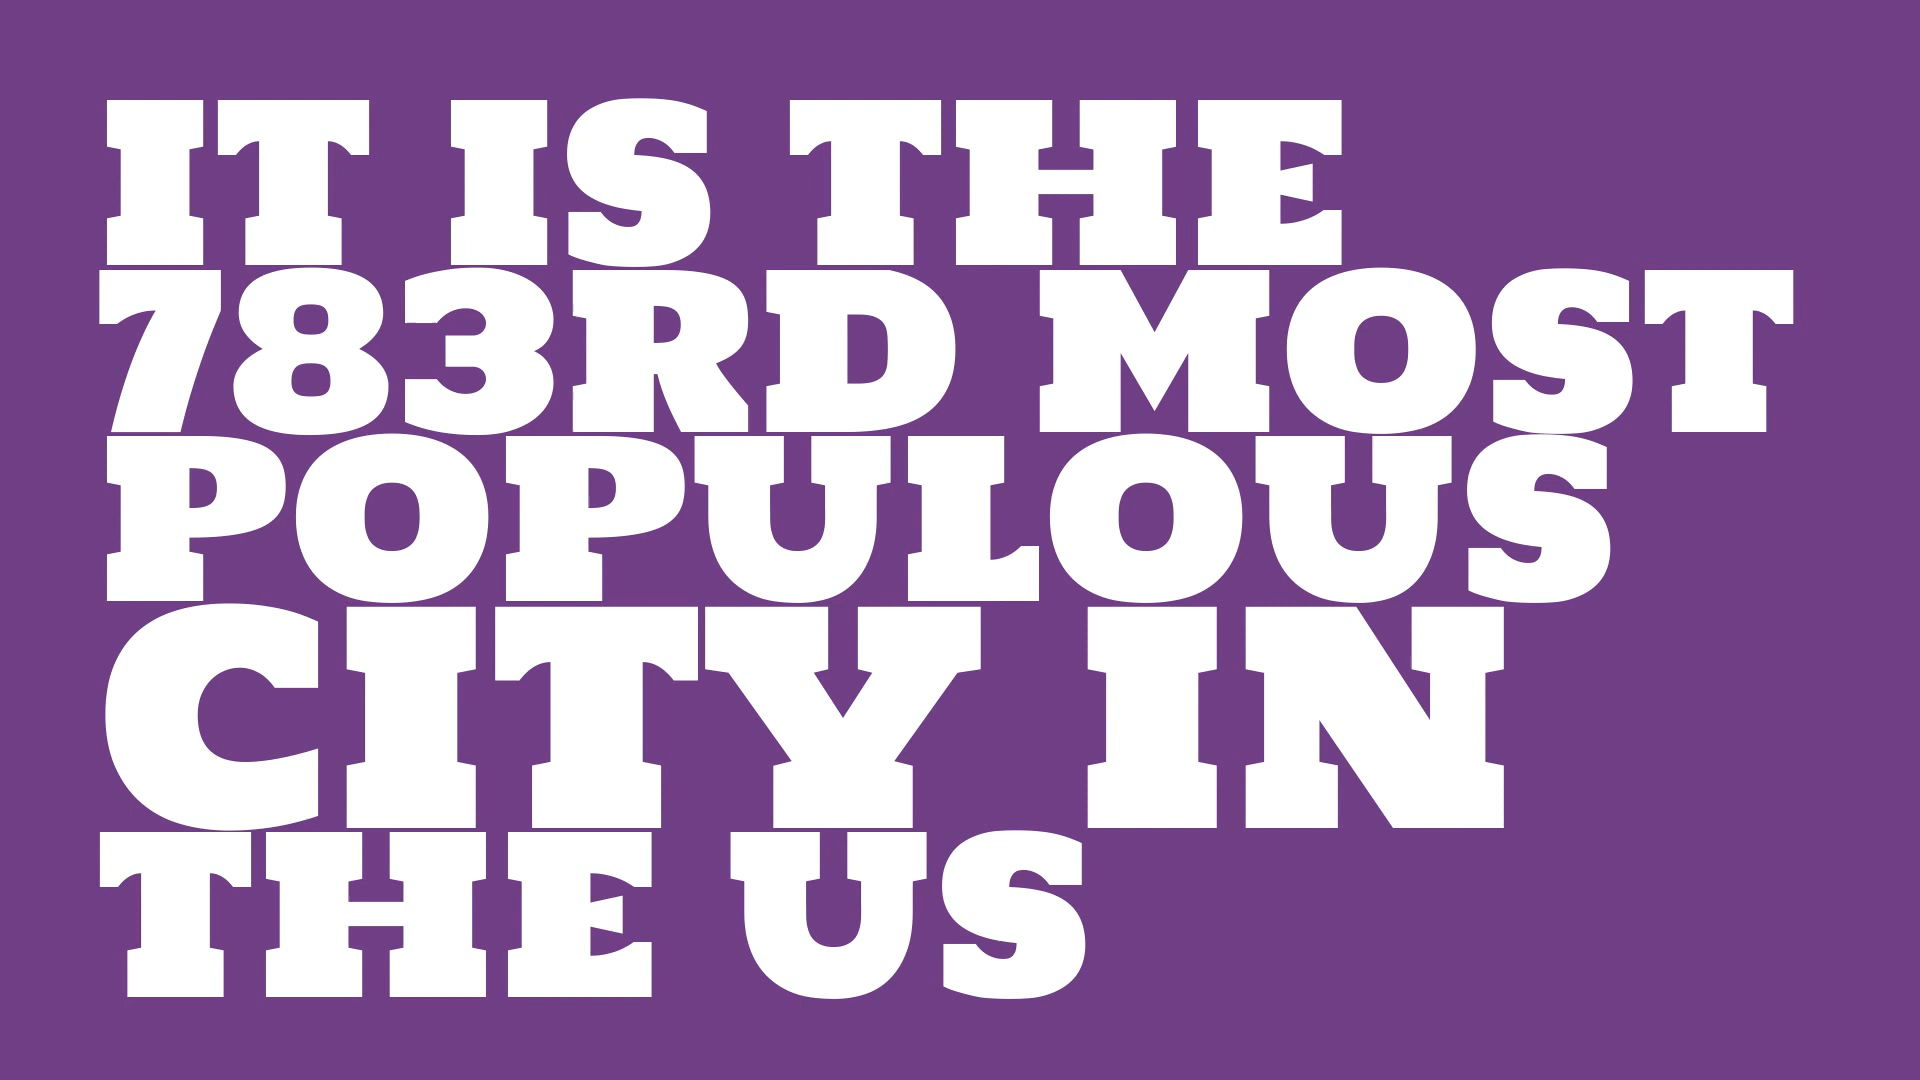 IT IS THE
783RD MOST
POPULOUS
CITY IN
THE US